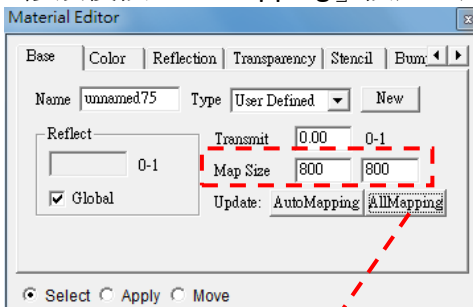 Material Editor
Base Color Reflection Transparency Stencil Bum
Name unnamed75 Type User Defined New
Reflect Transmit 0.00 0-1
0-1 Map Size 800 800
Global Update: AutoMapping AllMapping
Select Apply Move